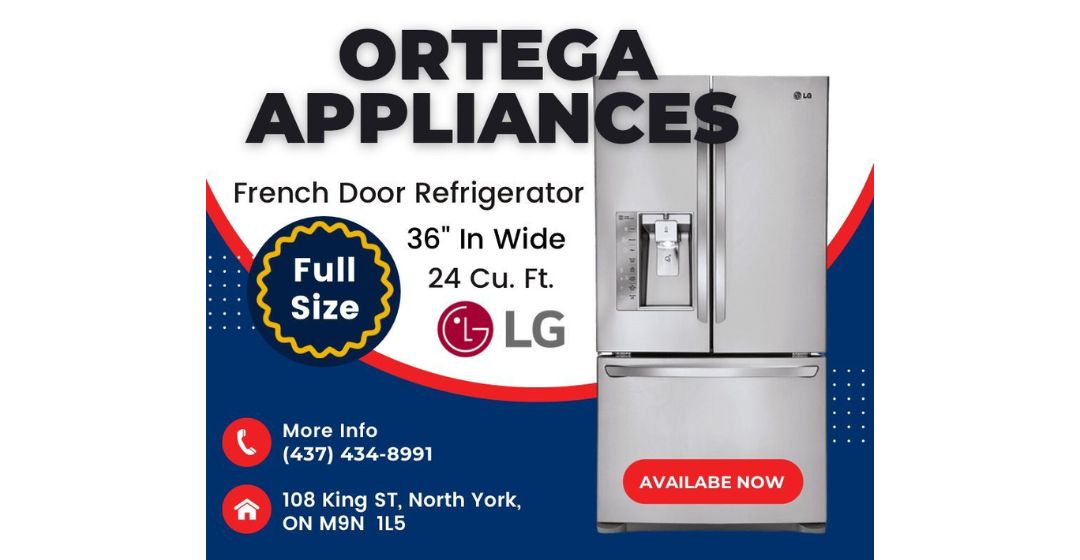 ORTEGA
APPLIANCES
LG
French Door Refrigerator
36" In Wide
24 Cu. Ft.
Full
Size
LG
More Info
(437) 434-8991
108 King ST, North York,
ON M9N 1L5
AVAILABE NOW